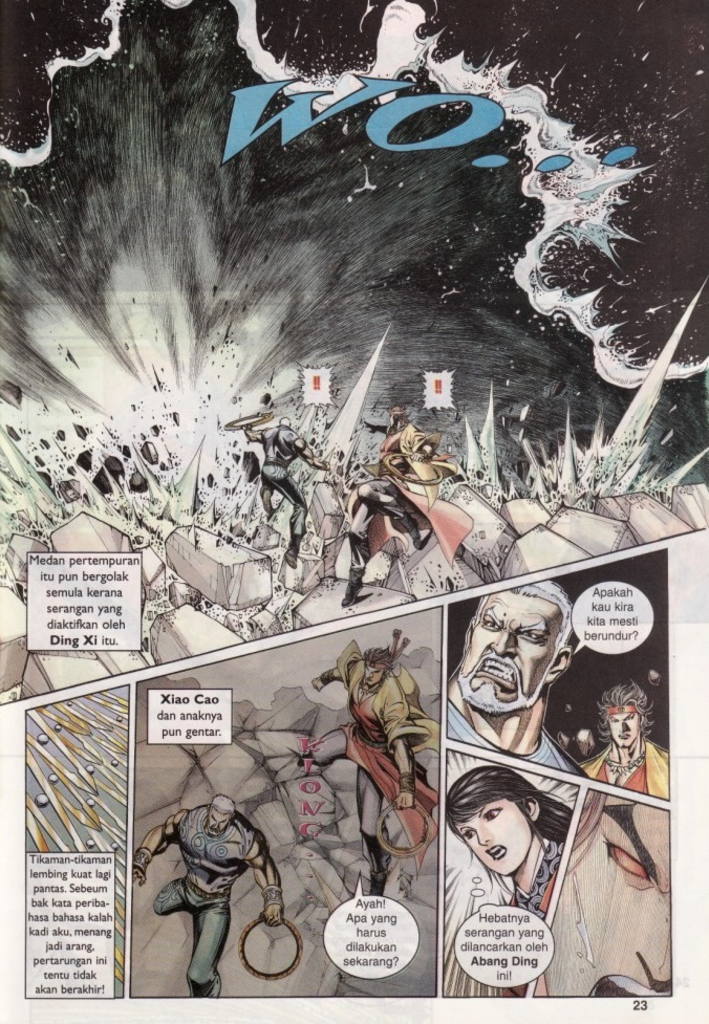 WO...
!!
!!
Medan pertempuran
itu pun bergolak
semula kerana
serangan yang
diaktifkan oleh
Ding Xi itu.
Tikaman-tikaman
lembing kuat lagi
pantas. Sebeum
bak kata periba-
hasa bahasa kalah
kadi aku, menang
jadi arang,
pertarungan ini
tentu tidak
akan berakhir!
Xiao Cao
dan anaknya
pun gentar.
KIONG
Ayah!
Apa yang
harus
dilakukan
sekarang?
Apakah
kau kira
kita mesti
berundur?
Hebatnya
serangan yang
dilancarkan oleh
Abang Ding
ini!
23